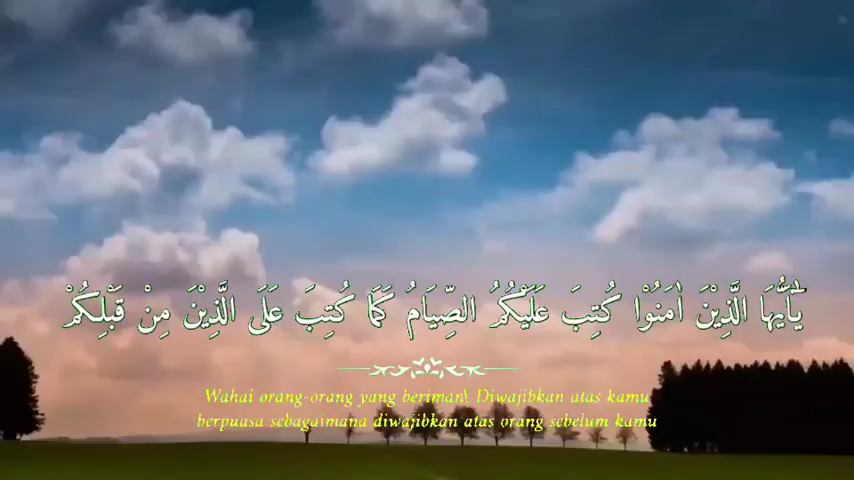 يٰٓاَيُّهَا الَّذِيْنَ اٰمَنُوْا كُتِبَ عَلَيْكُمُ الصِّيَامُ كَمَا كُتِبَ عَلَى الَّذِيْنَ مِنْ قَبْلِكُمْ
Wahai orang-orang yang beriman! Diwajibkan atas kamu
berpuasa sebagaimana diwajibkan atas orang sebelum kamu